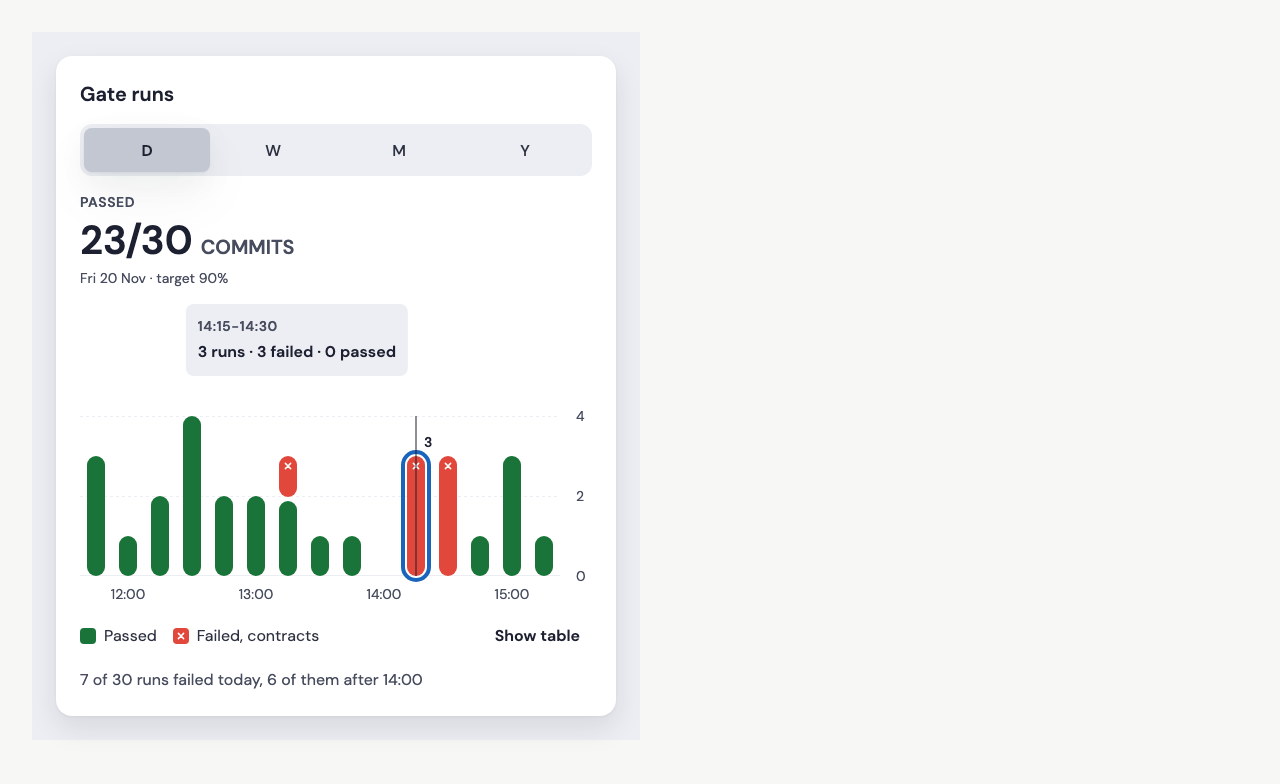 Gate runs
D W M Y
PASSED
23/30 COMMITS
Fri 20 Nov · target 90%
14:15–14:30
3 runs · 3 failed · 0 passed
4
3
2
0
12:00 13:00 14:00 15:00
Passed Failed, contracts Show table
7 of 30 runs failed today, 6 of them after 14:00